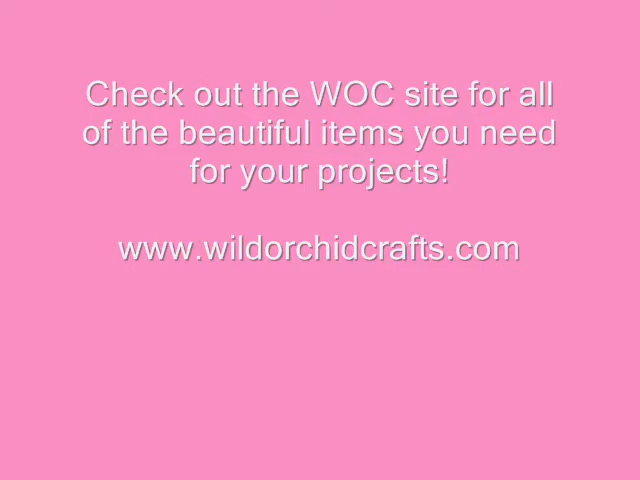 Check out the WOC site for all
of the beautiful items you need
for your projects!
www.wildorchidcrafts.com